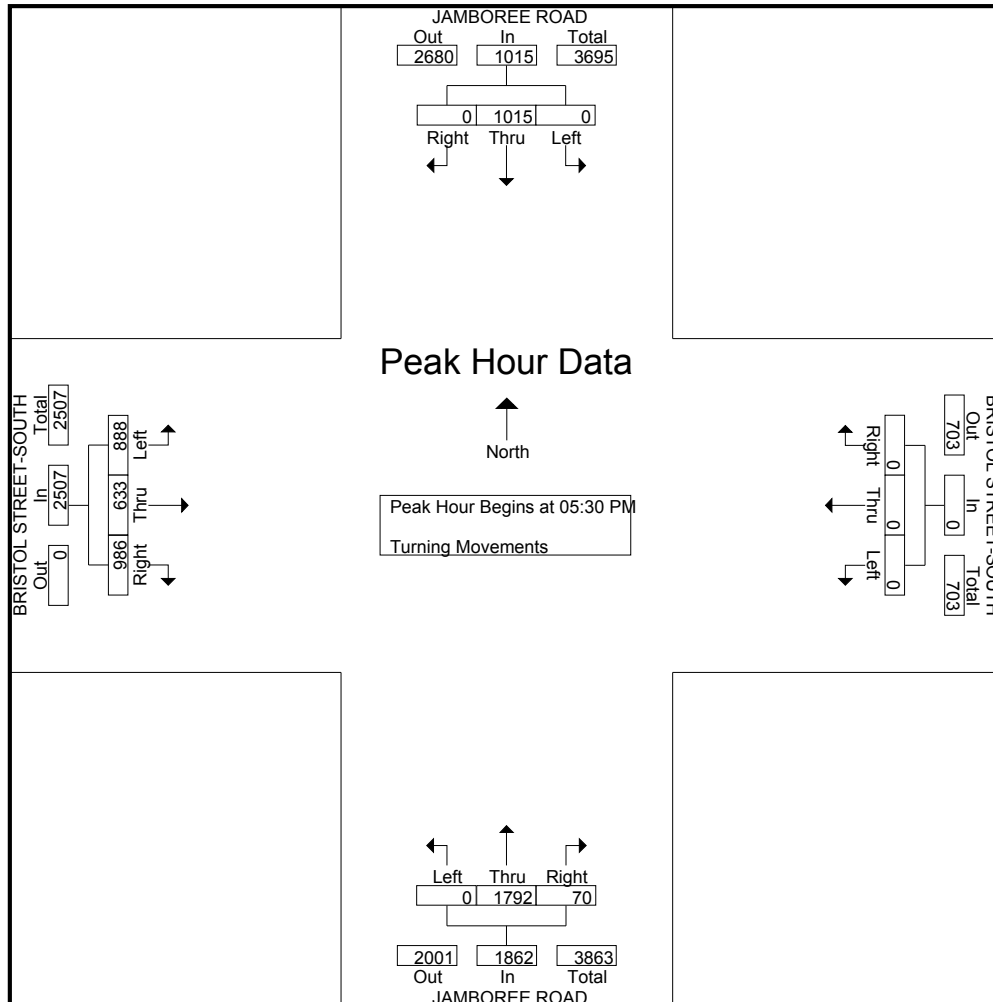 JAMBOREE ROAD
Out In Total
2680 1015 3695
0 1015 0
Right Thru Left
Peak Hour Data
North
Peak Hour Begins at 05:30 PM
Turning Movements
BRISTOL STREET-SOUTH
Total In Out
2507 2507 0
888 633 986
Left Thru Right
BRISTOL STREET-SOUTH
Out In Total
703 0 703
Right Thru Left
0 0 0
Left Thru Right
0 1792 70
2001 1862 3863
Out In Total
JAMBOREE ROAD